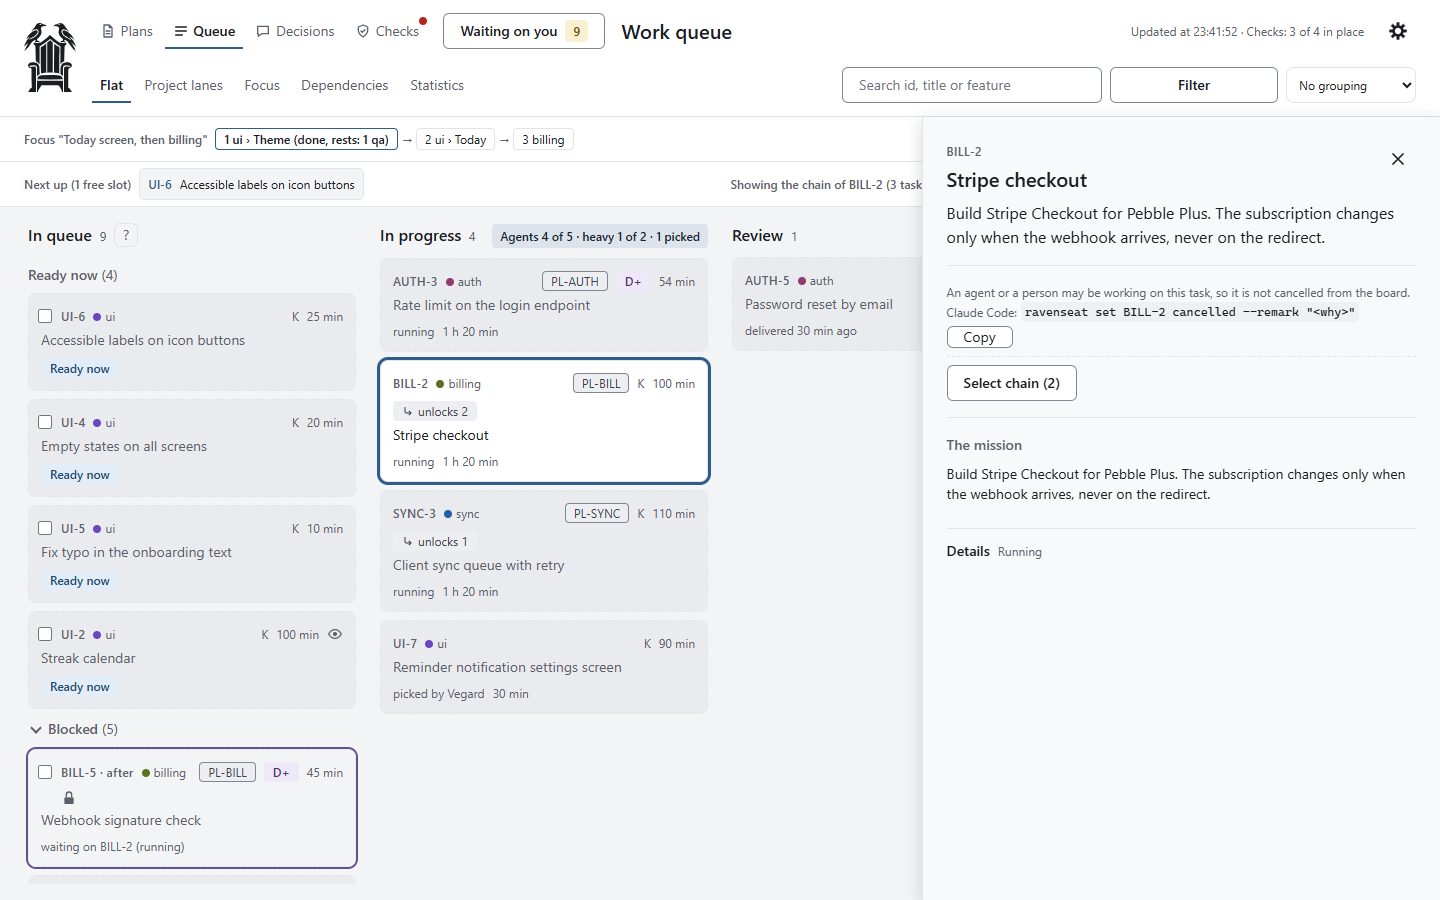 Plans
Queue
Decisions
Checks
Waiting on you 9
Work queue
Updated at 23:41:52 · Checks: 3 of 4 in place
Flat
Project lanes
Focus
Dependencies
Statistics
Search id, title or feature
Filter
No grouping
Focus "Today screen, then billing" 1 ui › Theme (done, rests: 1 qa) → 2 ui › Today → 3 billing
Next up (1 free slot) UI-6 Accessible labels on icon buttons
Showing the chain of BILL-2 (3 task
In queue 9 ?
Ready now (4)
UI-6 ui K 25 min
Accessible labels on icon buttons
Ready now
UI-4 ui K 20 min
Empty states on all screens
Ready now
UI-5 ui K 10 min
Fix typo in the onboarding text
Ready now
UI-2 ui K 100 min
Streak calendar
Ready now
Blocked (5)
BILL-5 · after billing PL-BILL D+ 45 min
Webhook signature check
waiting on BILL-2 (running)
In progress 4 Agents 4 of 5 · heavy 1 of 2 · 1 picked
AUTH-3 auth PL-AUTH D+ 54 min
Rate limit on the login endpoint
running 1 h 20 min
BILL-2 billing PL-BILL K 100 min
↳ unlocks 2
Stripe checkout
running 1 h 20 min
SYNC-3 sync PL-SYNC K 110 min
↳ unlocks 1
Client sync queue with retry
running 1 h 20 min
UI-7 ui K 90 min
Reminder notification settings screen
picked by Vegard 30 min
Review 1
AUTH-5 auth
Password reset by email
delivered 30 min ago
BILL-2
Stripe checkout
Build Stripe Checkout for Pebble Plus. The subscription changes
only when the webhook arrives, never on the redirect.
An agent or a person may be working on this task, so it is not cancelled from the board.
Claude Code: ravenseat set BILL-2 cancelled --remark "<why>"
Copy
Select chain (2)
The mission
Build Stripe Checkout for Pebble Plus. The subscription changes only when
the webhook arrives, never on the redirect.
Details Running